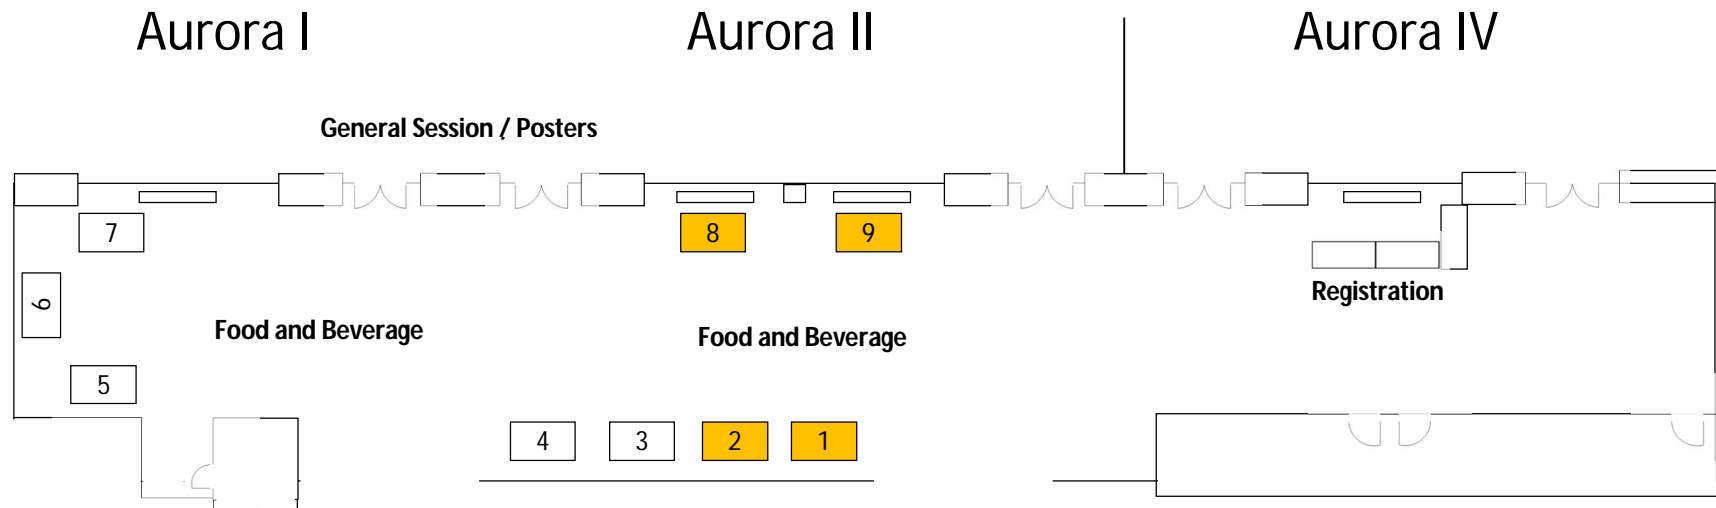 Aurora I
Aurora II
Aurora IV
General Session / Posters
7
8
9
6
Registration
Food and Beverage
Food and Beverage
5
4
3
2
1